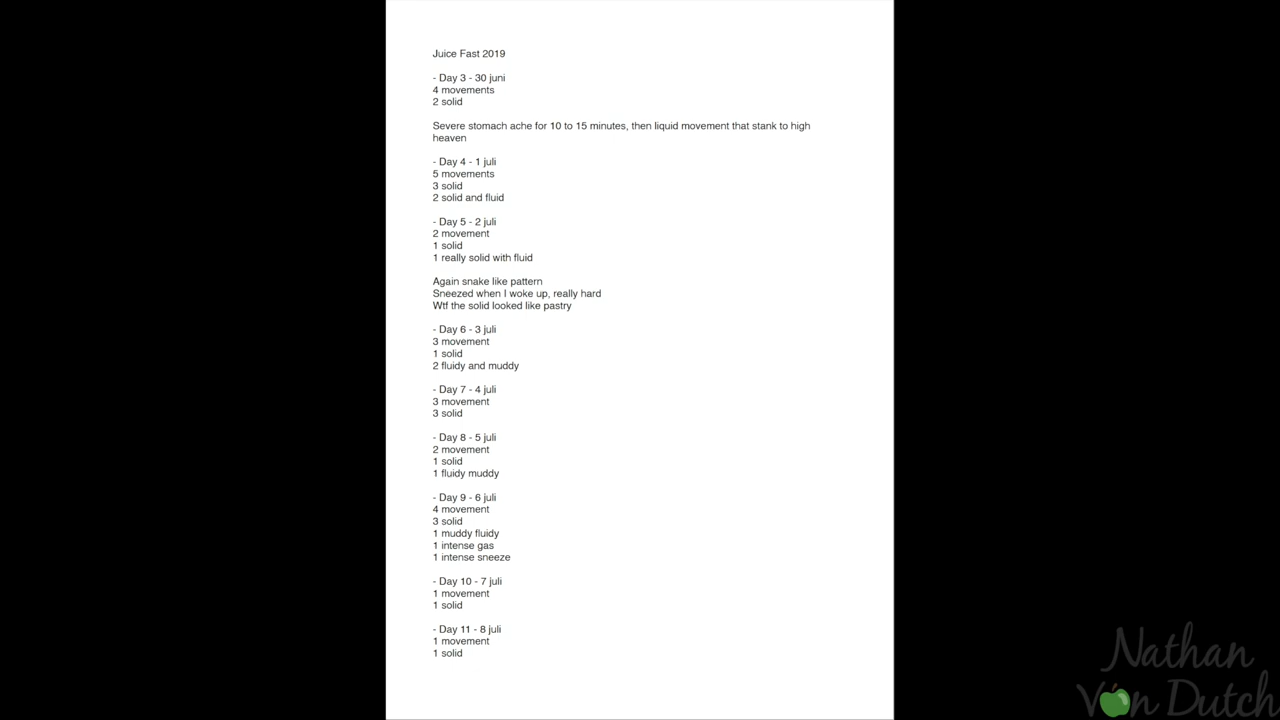 Juice Fast 2019
- Day 3 - 30 juni
4 movements
2 solid
Severe stomach ache for 10 to 15 minutes, then liquid movement that stank to high
heaven
- Day 4 - 1 juli
5 movements
3 solid
2 solid and fluid
- Day 5 - 2 juli
2 movement
1 solid
1 really solid with fluid
Again snake like pattern
Sneezed when I woke up, really hard
Wtf the solid looked like pastry
- Day 6 - 3 juli
3 movement
1 solid
2 fluidy and muddy
- Day 7 - 4 juli
3 movement
3 solid
- Day 8 - 5 juli
2 movement
1 solid
1 fluidy muddy
- Day 9 - 6 juli
4 movement
3 solid
1 muddy fluidy
1 intense gas
1 intense sneeze
- Day 10 - 7 juli
1 movement
1 solid
- Day 11 - 8 juli
1 movement
1 solid
Nathan
Von Dutch